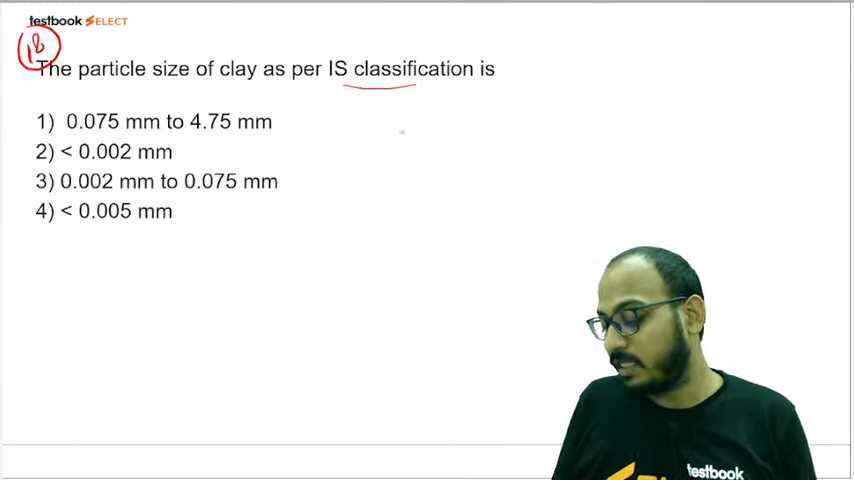 testbook SELECT
18
The particle size of clay as per IS classification is
1) 0.075 mm to 4.75 mm
2) < 0.002 mm
3) 0.002 mm to 0.075 mm
4) < 0.005 mm
testbook